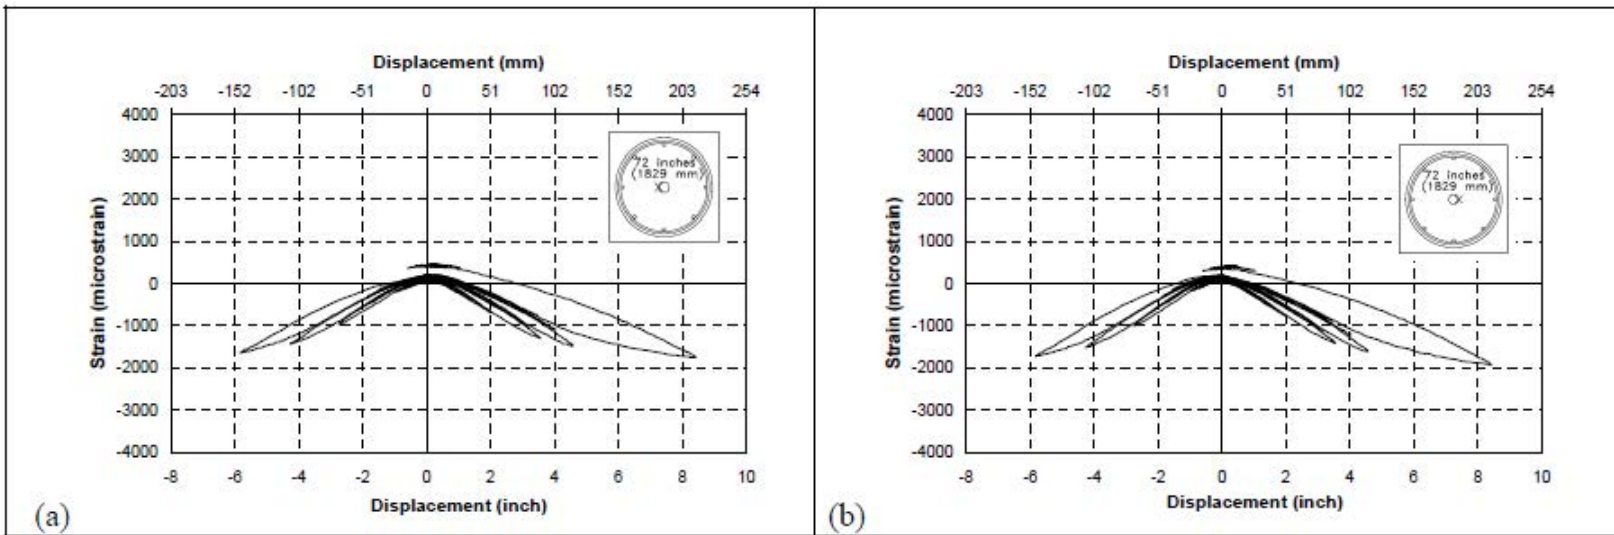 Displacement (mm)
-203 -152 -102 -51 0 51 102 152 203 254
4000
3000
2000
1000
0
-1000
-2000
-3000
-4000
Strain (microstrain)
72 inches
(1829 mm)
X
-8 -6 -4 -2 0 2 4 6 8 10
Displacement (inch)
(a)
Displacement (mm)
-203 -152 -102 -51 0 51 102 152 203 254
4000
3000
2000
1000
0
-1000
-2000
-3000
-4000
Strain (microstrain)
72 inches
(1829 mm)
X
-8 -6 -4 -2 0 2 4 6 8 10
Displacement (inch)
(b)